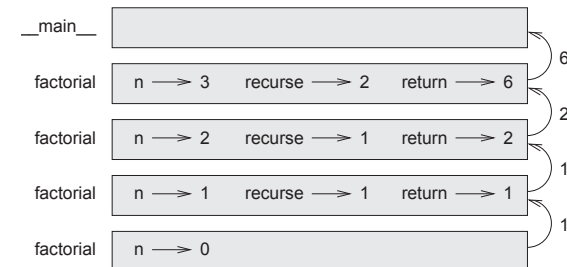 __main__
6
factorial n 3 recurse 2 return 6
2
factorial n 2 recurse 1 return 2
1
factorial n 1 recurse 1 return 1
1
factorial n 0